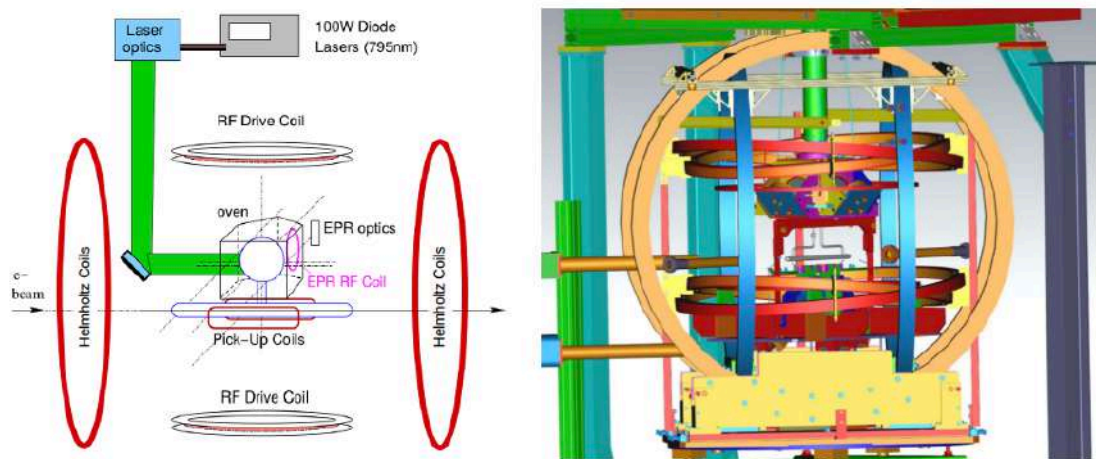 Laser
optics
100W Diode
Lasers (795nm)
RF Drive Coil
oven
EPR optics
EPR RF Coil
e−
beam
Helmholtz Coils
Helmholtz Coils
Pick−Up Coils
RF Drive Coil